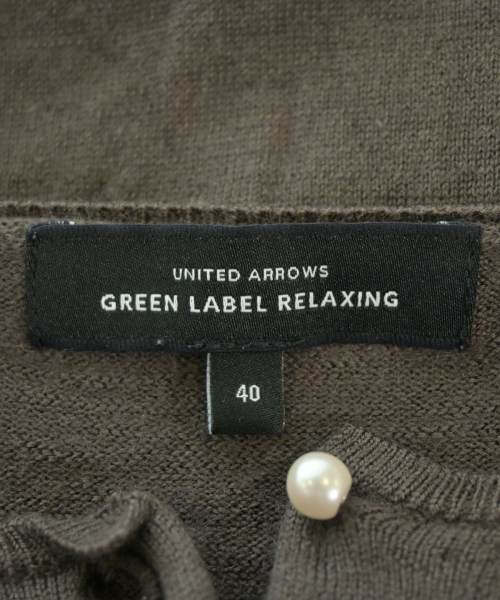 UNITED ARROWS
GREEN LABEL RELAXING
40